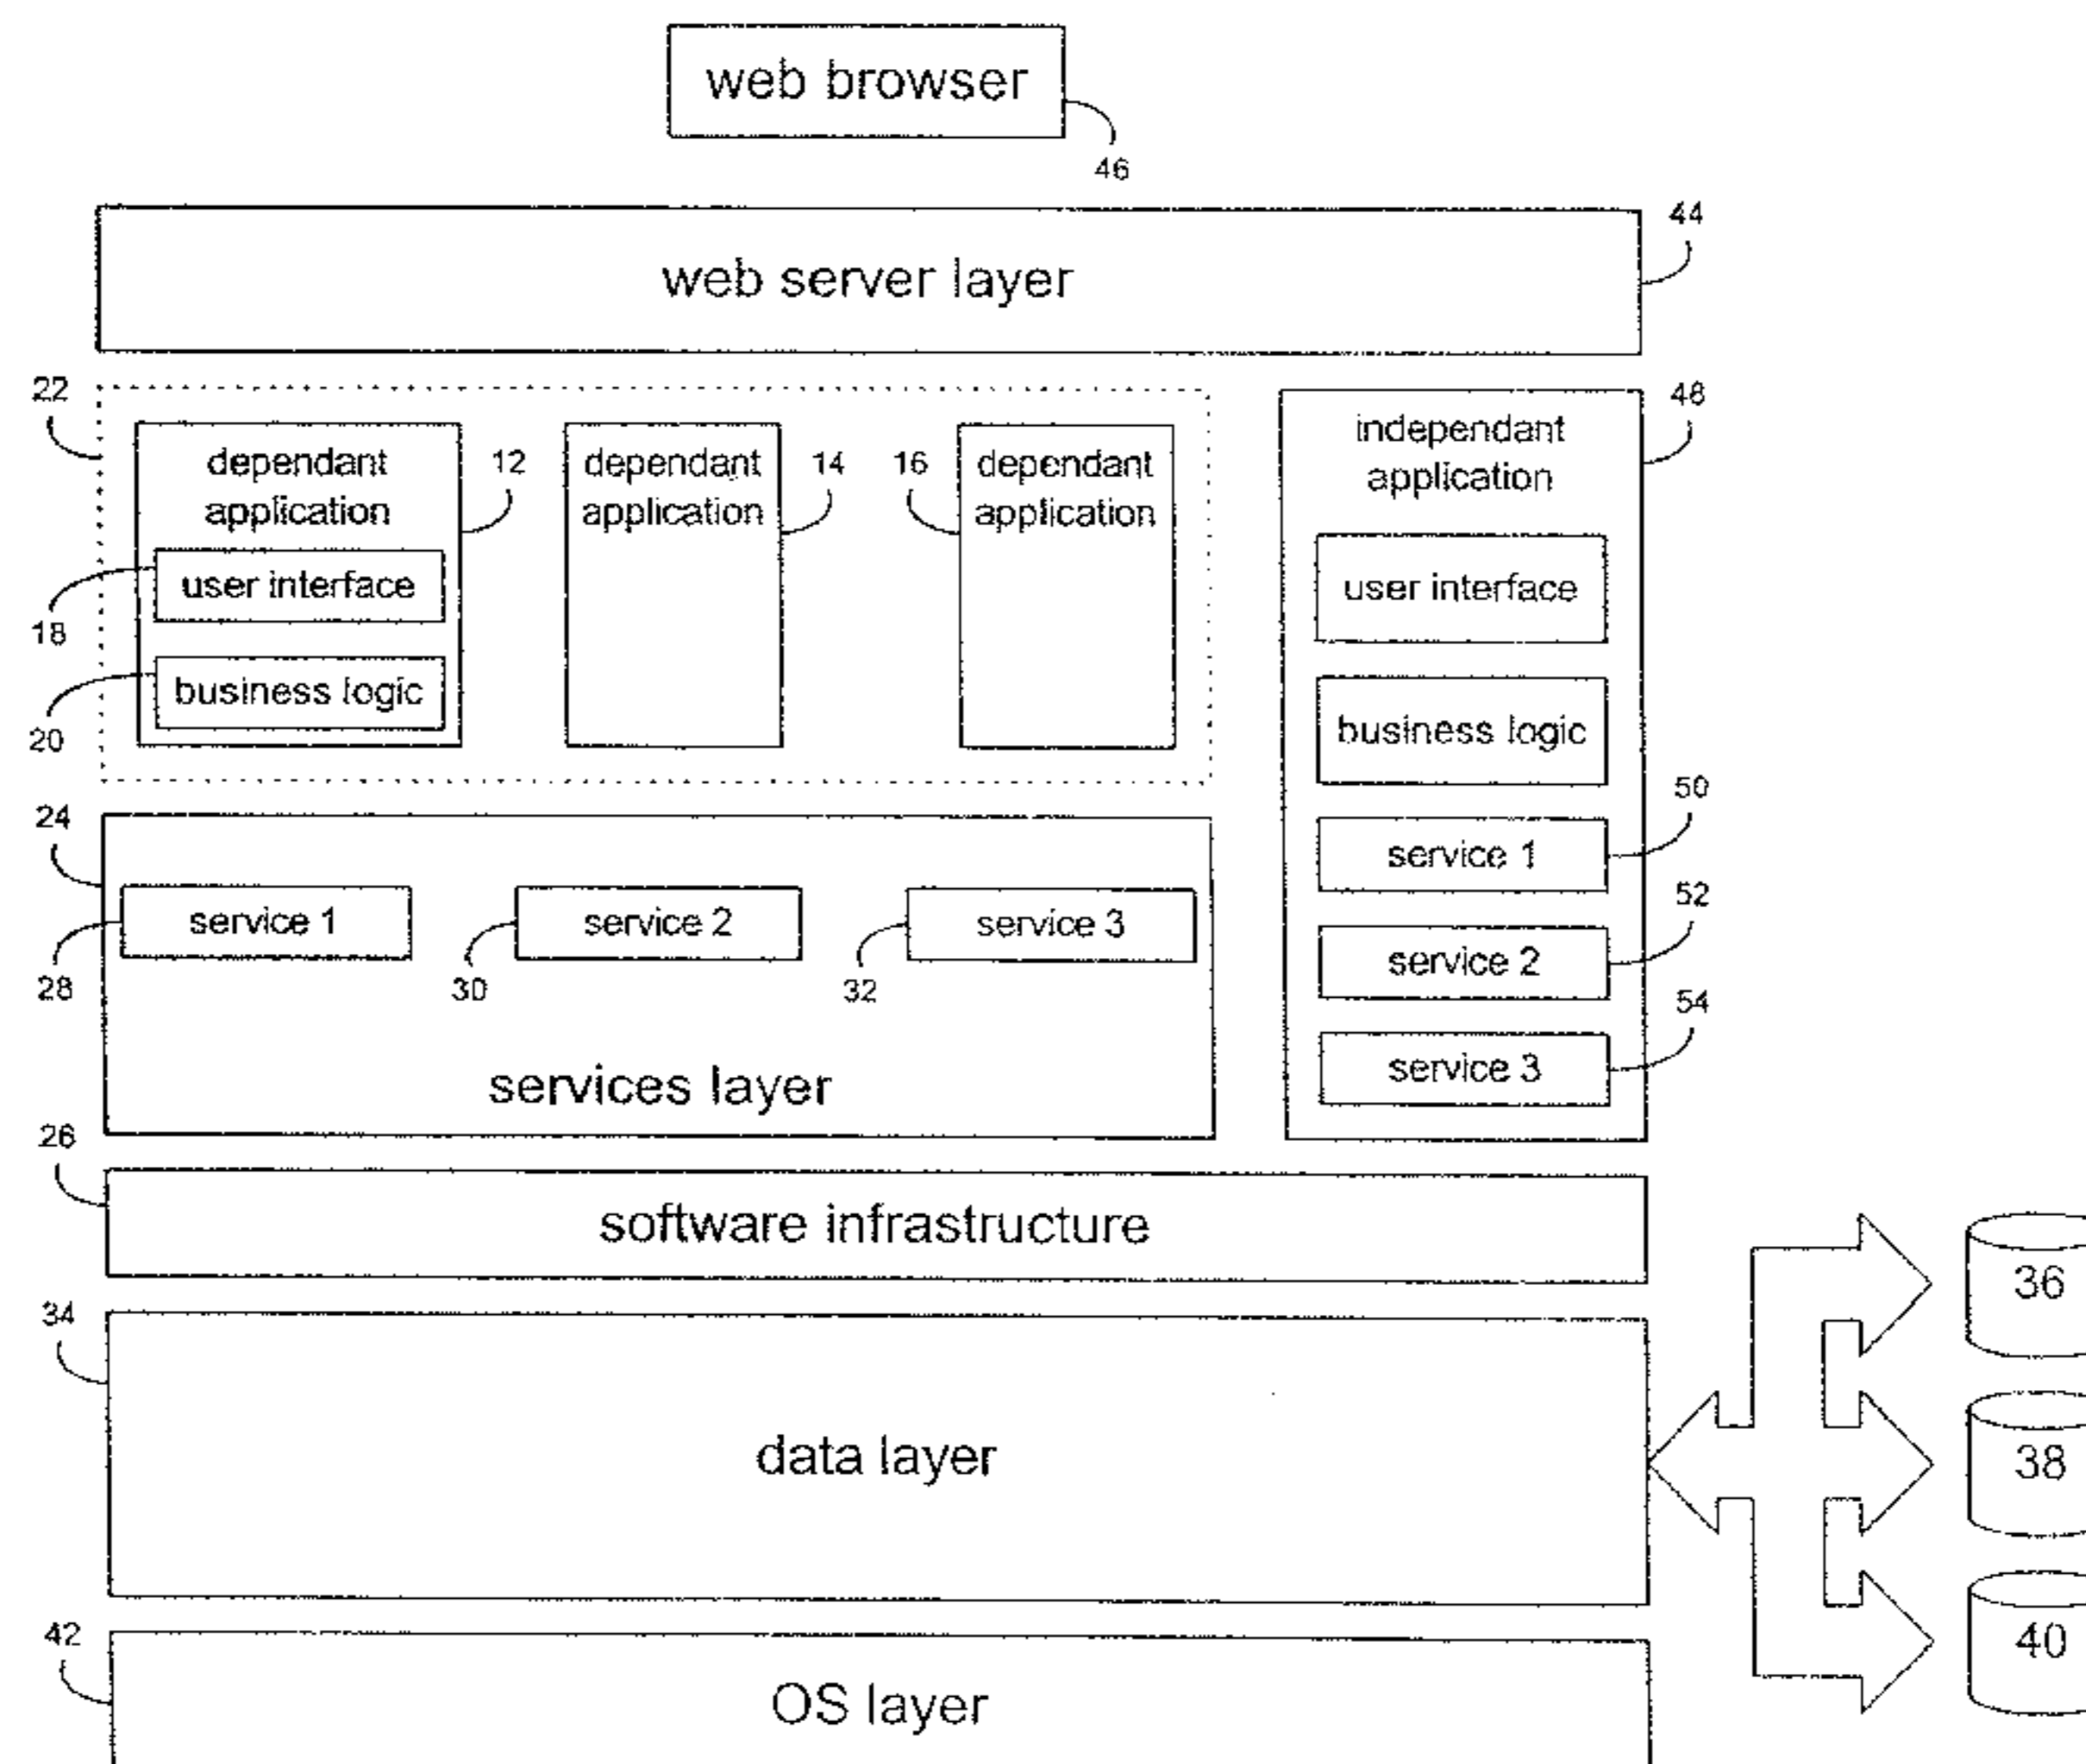 web browser
46
44
web server layer
22
48
dependant
application
12
dependant
application
14
16
dependant
application
independant
application
user interface
18
business logic
20
user interface
business logic
50
service 1
52
service 2
54
service 3
24
service 1
28
service 2
30
service 3
32
services layer
26
software infrastructure
34
data layer
36
38
40
42
OS layer